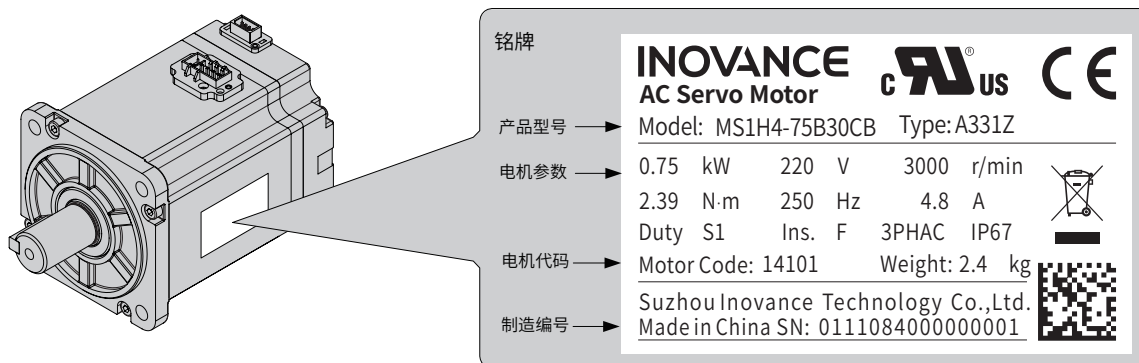 铭牌
INOVANCE
AC Servo Motor
c RU ® US CE
产品型号
Model: MS1H4-75B30CB Type: A331Z
电机参数
0.75 kW 220 V 3000 r/min
2.39 N·m 250 Hz 4.8 A
Duty S1 Ins. F 3PHAC IP67
电机代码
Motor Code: 14101 Weight: 2.4 kg
Suzhou Inovance Technology Co.,Ltd.
制造编号
Made in China SN: 0111084000000001